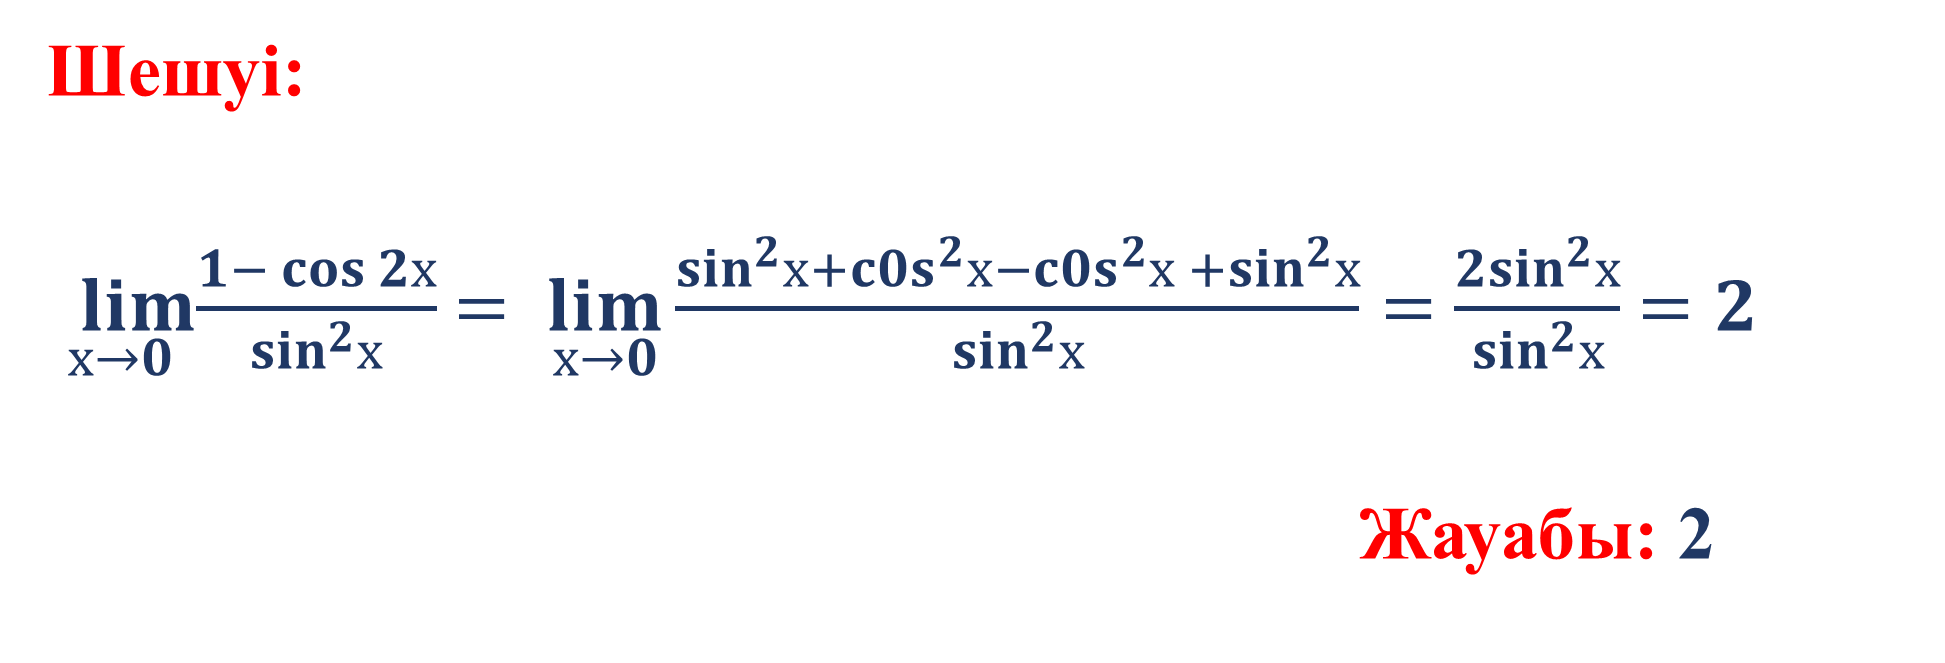 Шешуі:
lim x→0 (1− cos 2x)/(sin²x) = lim x→0 (sin²x+c0s²x−c0s²x +sin²x)/(sin²x) = (2sin²x)/(sin²x) = 2
Жауабы: 2